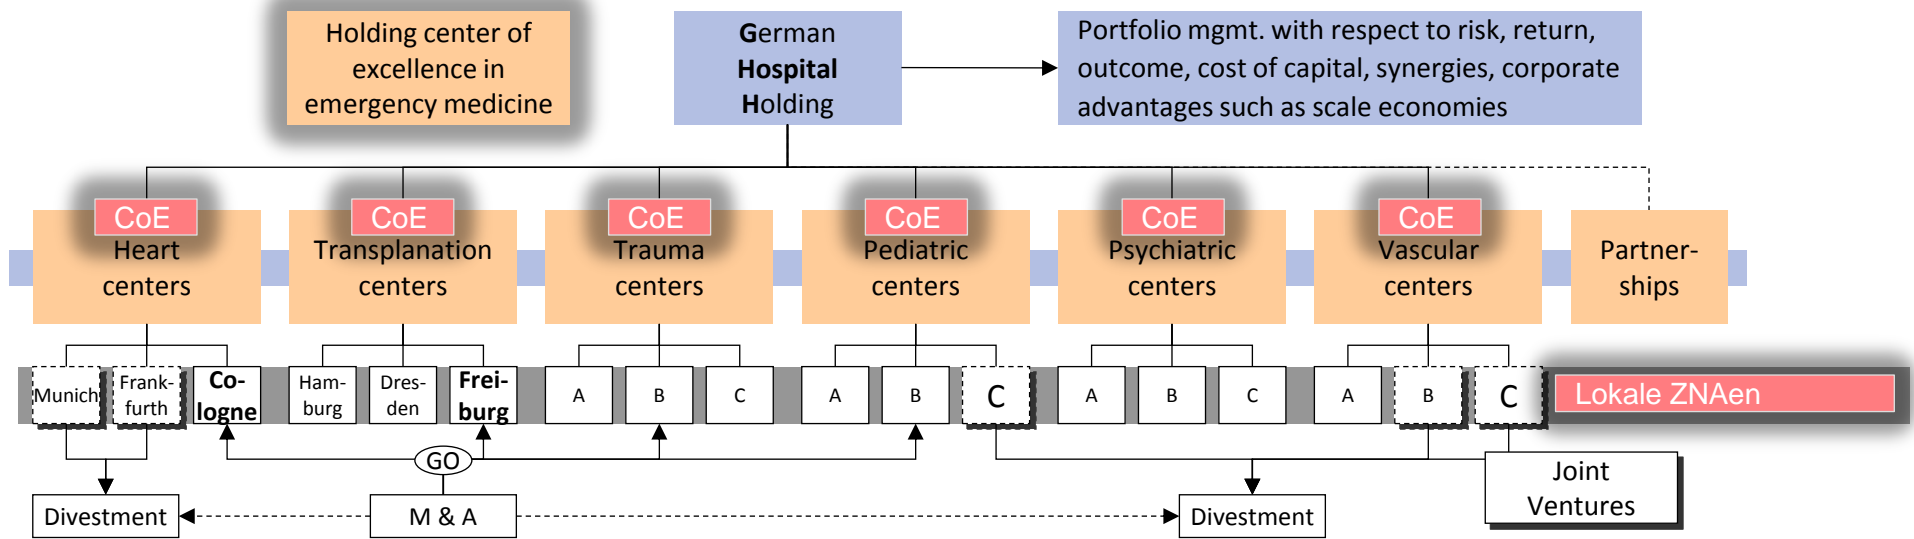 Holding center of
excellence in
emergency medicine
German
Hospital
Holding
Portfolio mgmt. with respect to risk, return,
outcome, cost of capital, synergies, corporate
advantages such as scale economies
CoE
Heart
centers
CoE
Transplanation
centers
CoE
Trauma
centers
CoE
Pediatric
centers
CoE
Psychiatric
centers
CoE
Vascular
centers
Partner-
ships
Munich
Frank-
furth
Co-
logne
Ham-
burg
Dres-
den
Frei-
burg
A
B
C
A
B
C
A
B
C
A
B
C
Lokale ZNAen
GO
Divestment
M & A
Divestment
Joint
Ventures